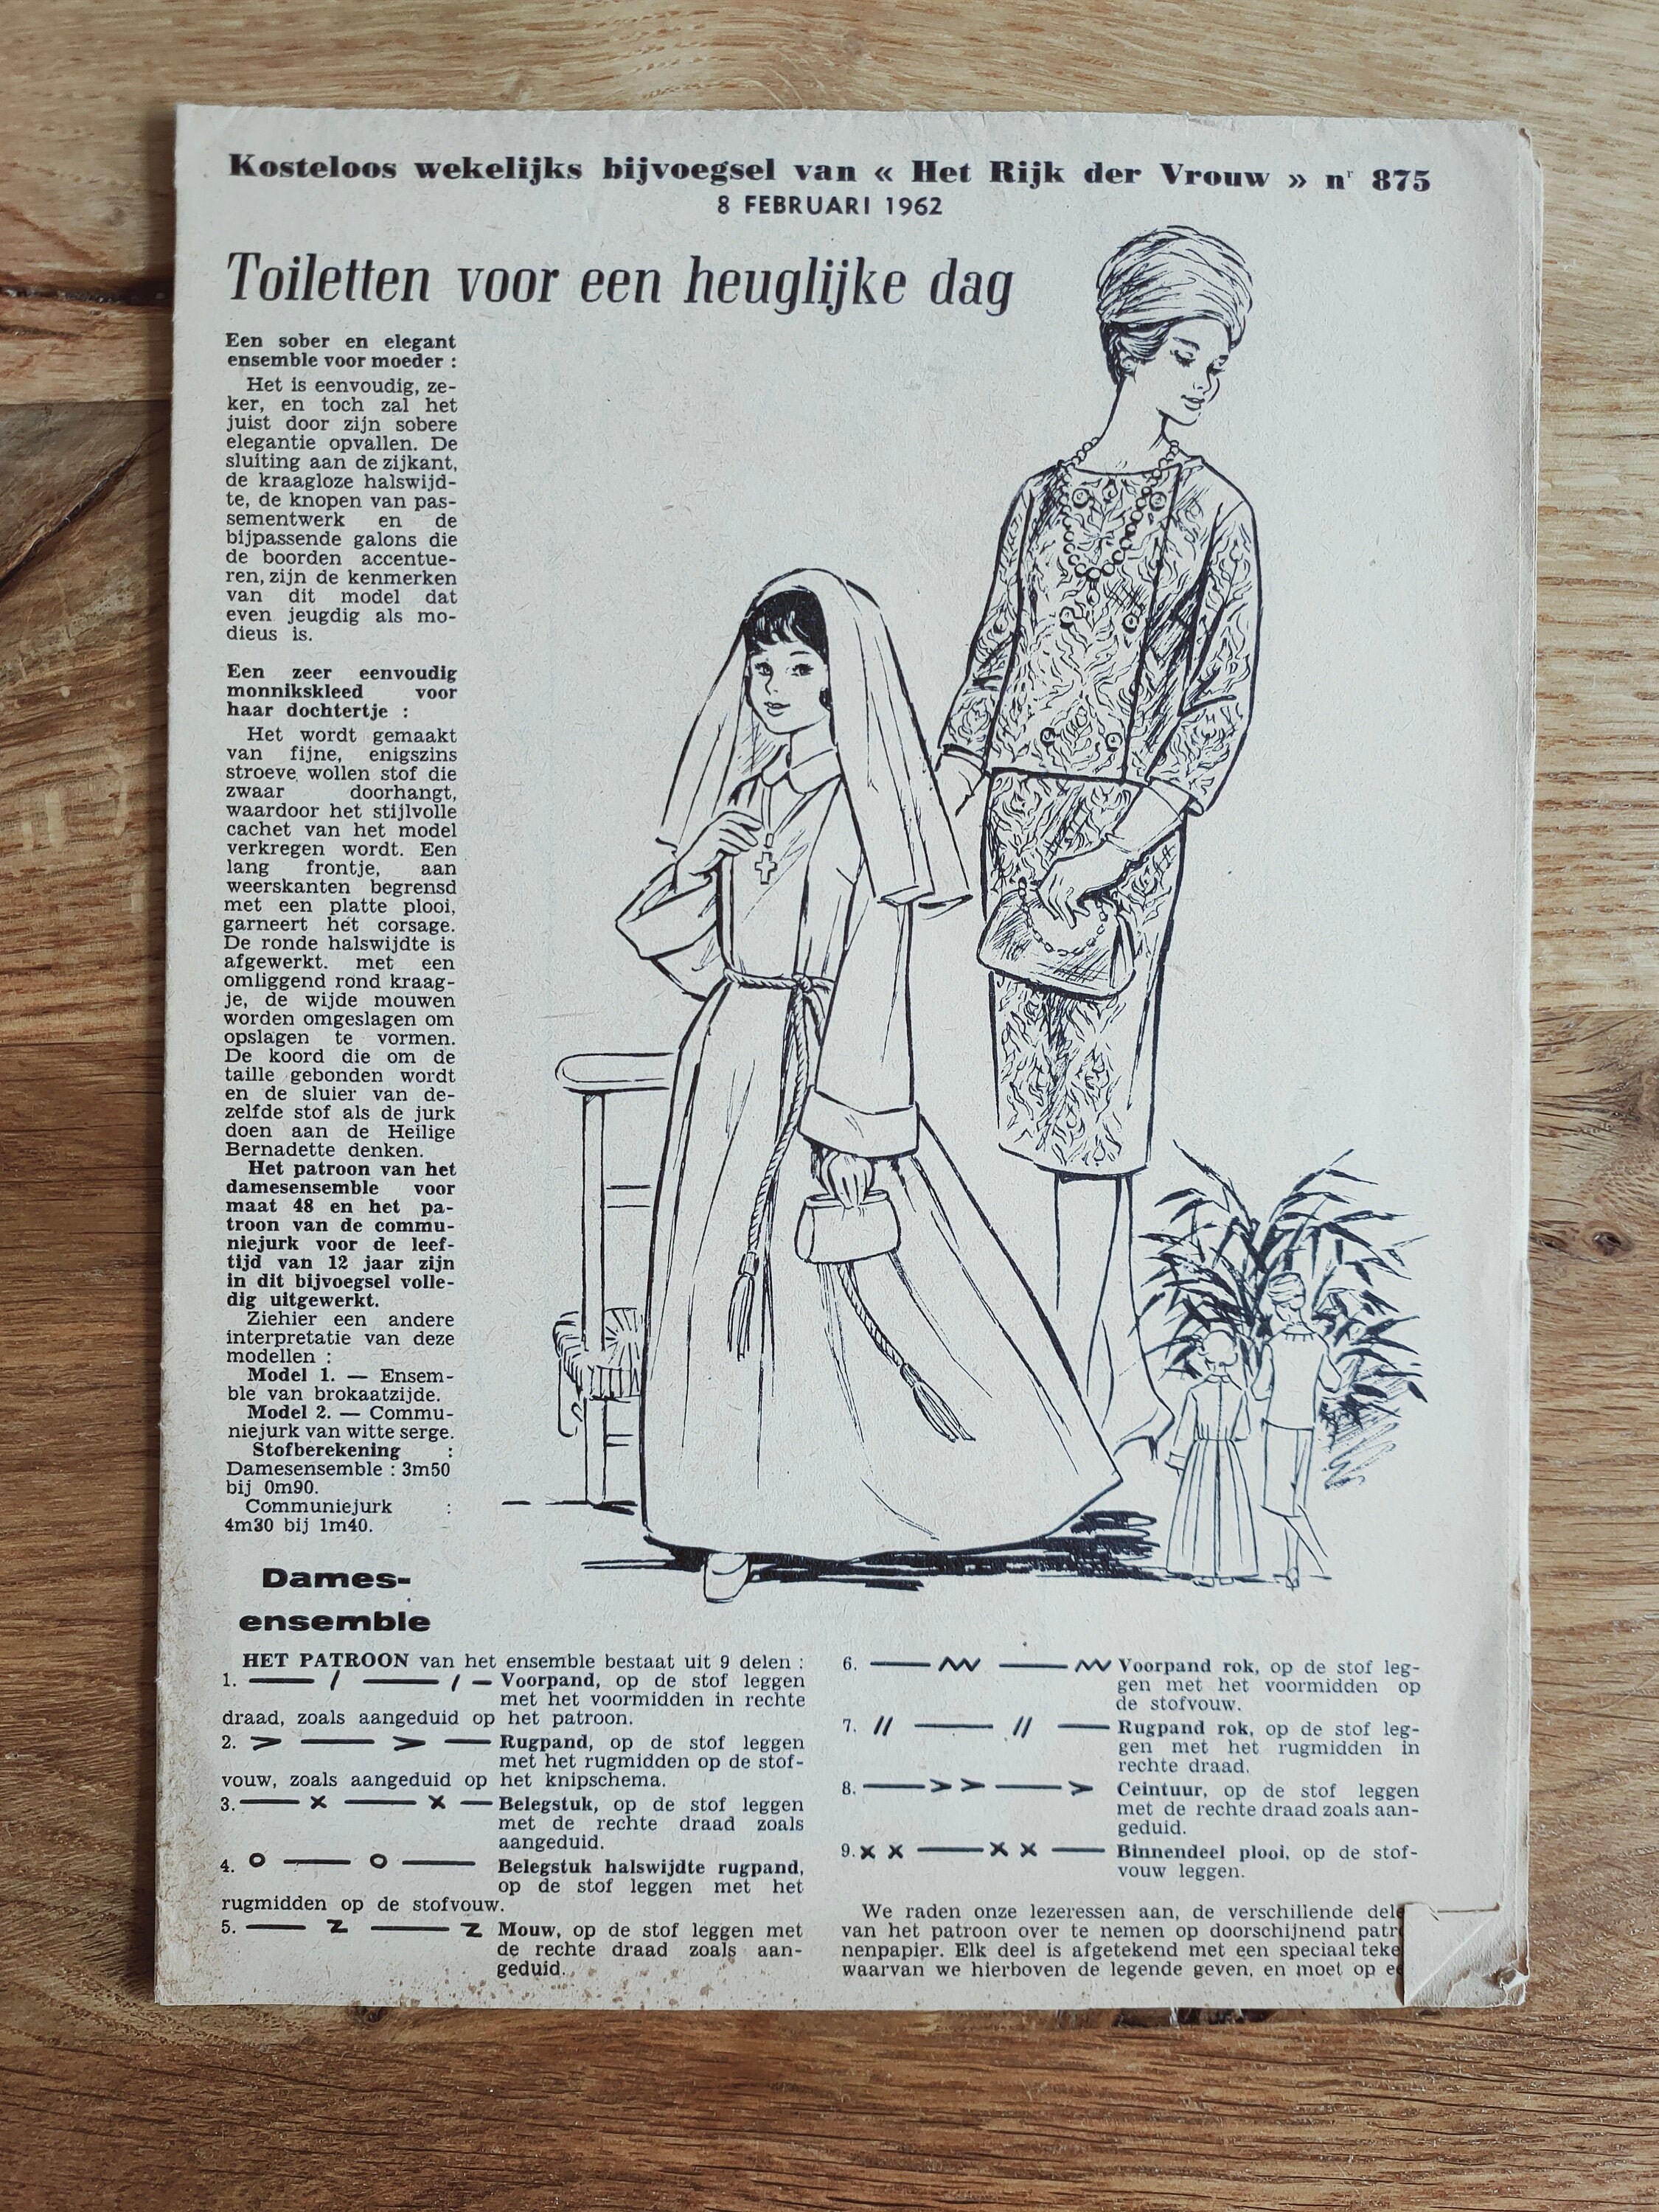 Kosteloos wekelijks bijvoegsel van « Het Rijk der Vrouw » nr 875
8 FEBRUARI 1962
Toiletten voor een heuglijke dag
Een sober en elegant
ensemble voor moeder :
Het is eenvoudig, ze-
ker, en toch zal het
juist door zijn sobere
elegantie opvallen. De
sluiting aan de zijkant,
de kraagloze halswijd-
te, de knopen van pas-
sementwerk en de
bijpassende galons die
de boorden accentue-
ren, zijn de kenmerken
van dit model dat
even jeugdig als mo-
dieus is.
Een zeer eenvoudig
monnikskleed voor
haar dochtertje :
Het wordt gemaakt
van fijne, enigszins
stroeve wollen stof die
zwaar doorhangt,
waardoor het stijlvolle
cachet van het model
verkregen wordt. Een
lang frontje, aan
weerskanten begrensd
met een platte plooi,
garneert het corsage.
De ronde halswijdte is
afgewerkt. met een
omliggend rond kraag-
je, de wijde mouwen
worden omgeslagen om
opslagen te vormen.
De koord die om de
taille gebonden wordt
en de sluier van de-
zelfde stof als de jurk
doen aan de Heilige
Bernadette denken.
Het patroon van het
damesensemble voor
maat 48 en het pa-
troon van de commu-
niejurk voor de leef-
tijd van 12 jaar zijn
in dit bijvoegsel volle-
dig uitgewerkt.
Ziehier een andere
interpretatie van deze
modellen :
Model 1. — Ensem-
ble van brokaatzijde.
Model 2. — Commu-
niejurk van witte serge.
Stofberekening :
Damesensemble : 3m50
bij 0m90.
Communiejurk :
4m30 bij 1m40.
Dames-
ensemble
HET PATROON van het ensemble bestaat uit 9 delen :
1. — / — / — Voorpand, op de stof leggen
met het voormidden in rechte
draad, zoals aangeduid op het patroon.
2. > — > — Rugpand, op de stof leggen
met het rugmidden op de stof-
vouw, zoals aangeduid op het knipschema.
3. — x — x — Belegstuk, op de stof leggen
met de rechte draad zoals
aangeduid.
4. o — o — Belegstuk halswijdte rugpand,
op de stof leggen met het
rugmidden op de stofvouw.
5. — z — z Mouw, op de stof leggen met
de rechte draad zoals aan-
geduid.
6. — ʌʌ — ʌʌ Voorpand rok, op de stof leg-
gen met het voormidden op
de stofvouw.
7. // — // — Rugpand rok, op de stof leg-
gen met het rugmidden in
rechte draad.
8. — >> — > Ceintuur, op de stof leggen
met de rechte draad zoals aan-
geduid.
9. x x — x x — Binnendeel plooi, op de stof-
vouw leggen.
We raden onze lezeressen aan, de verschillende dele
van het patroon over te nemen op doorschijnend patr
nenpapier. Elk deel is afgetekend met een speciaal teke
waarvan we hierboven de legende geven, en moet op e